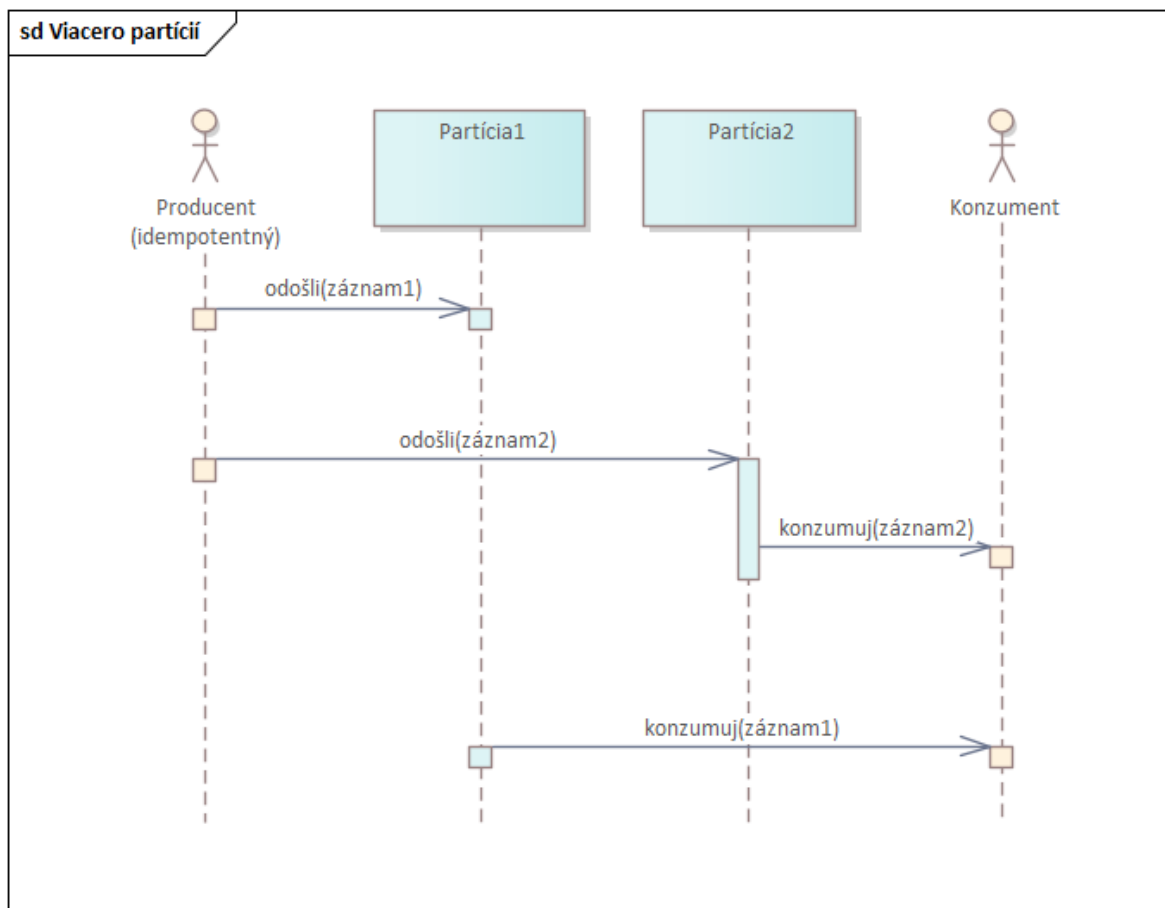 sd Viacero partícií
Partícia1
Partícia2
Producent
(idempotentný)
Konzument
odošli(záznam1)
odošli(záznam2)
konzumuj(záznam2)
konzumuj(záznam1)